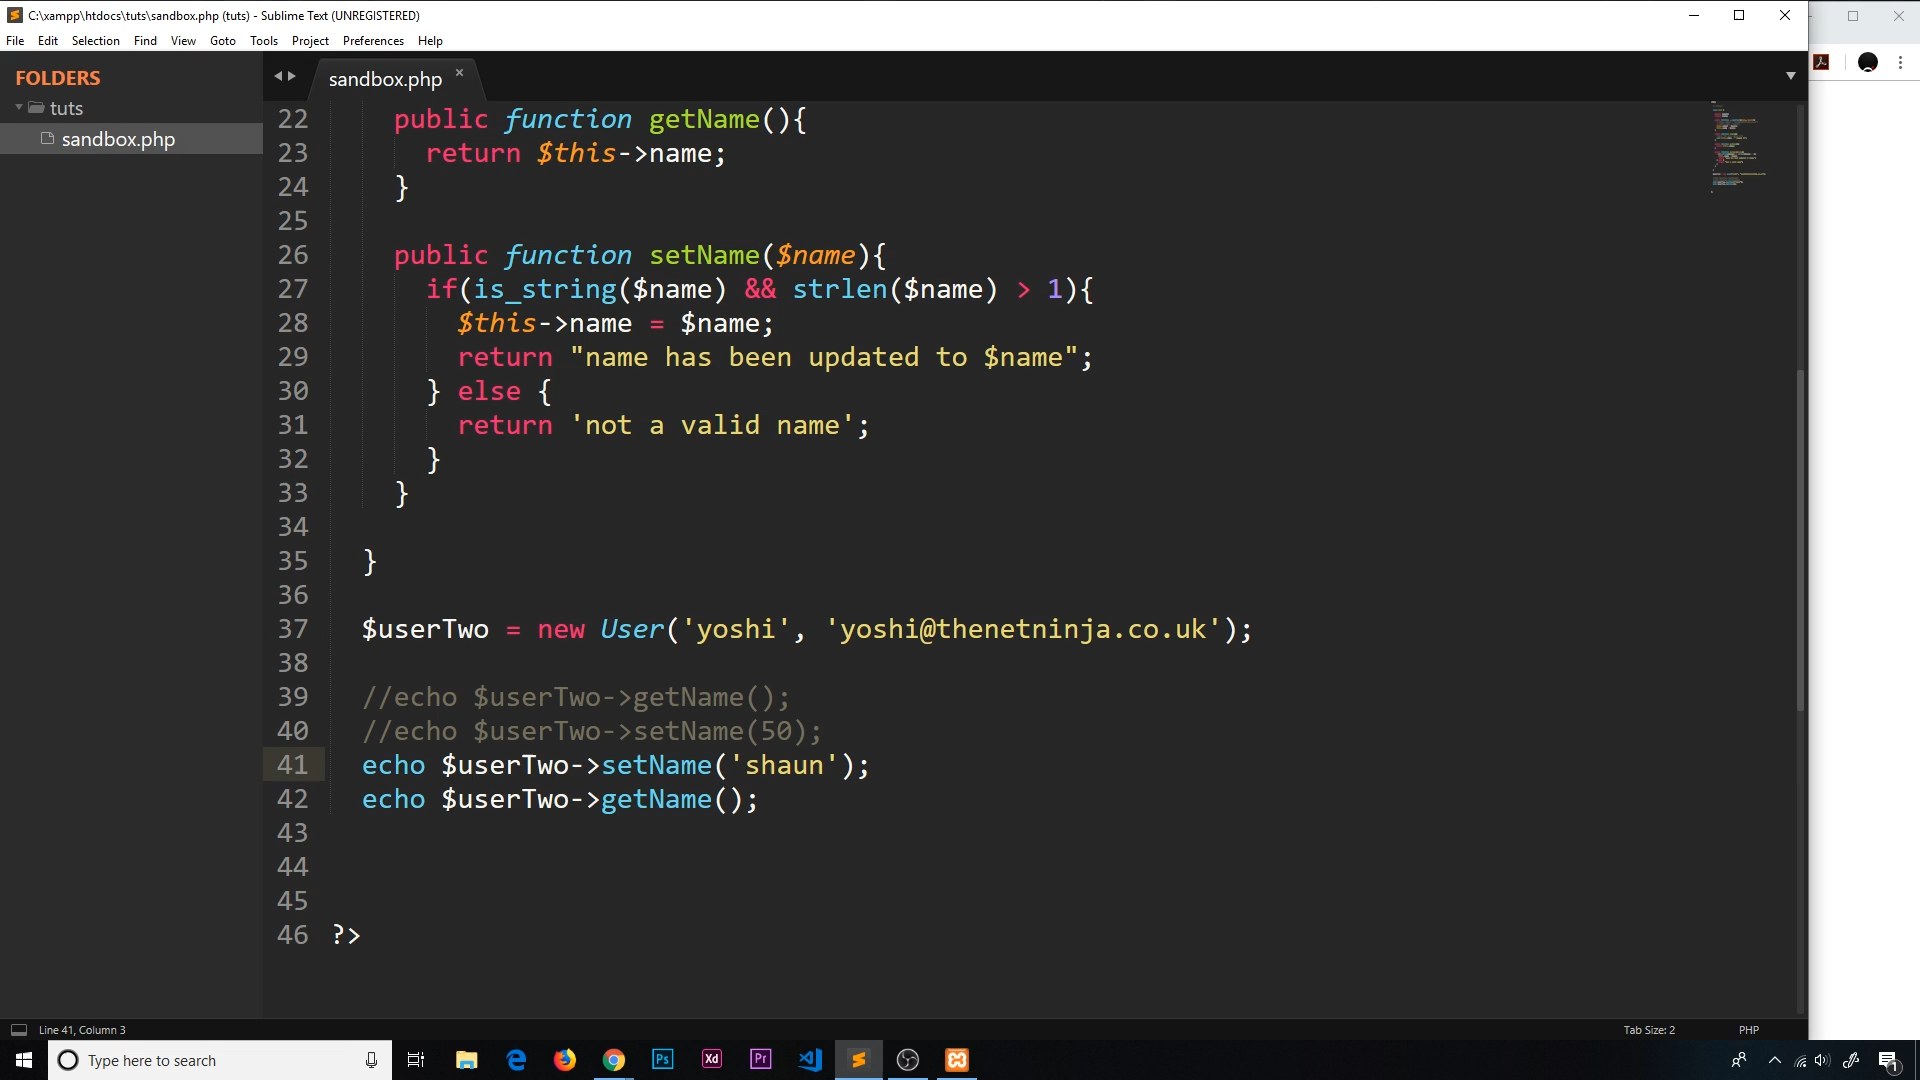 C:\xampp\htdocs\tuts\sandbox.php (tuts) - Sublime Text (UNREGISTERED)
File Edit Selection Find View Goto Tools Project Preferences Help
FOLDERS
tuts
sandbox.php
sandbox.php
22 public function getName(){
23 return $this->name;
24 }
25
26 public function setName($name){
27 if(is_string($name) && strlen($name) > 1){
28 $this->name = $name;
29 return "name has been updated to $name";
30 } else {
31 return 'not a valid name';
32 }
33 }
34
35 }
36
37 $userTwo = new User('yoshi', 'yoshi@thenetninja.co.uk');
38
39 //echo $userTwo->getName();
40 //echo $userTwo->setName(50);
41 echo $userTwo->setName('shaun');
42 echo $userTwo->getName();
43
44
45
46 ?>
Line 41, Column 3
Tab Size: 2
PHP
Type here to search
Ps
Xd
Pr
1